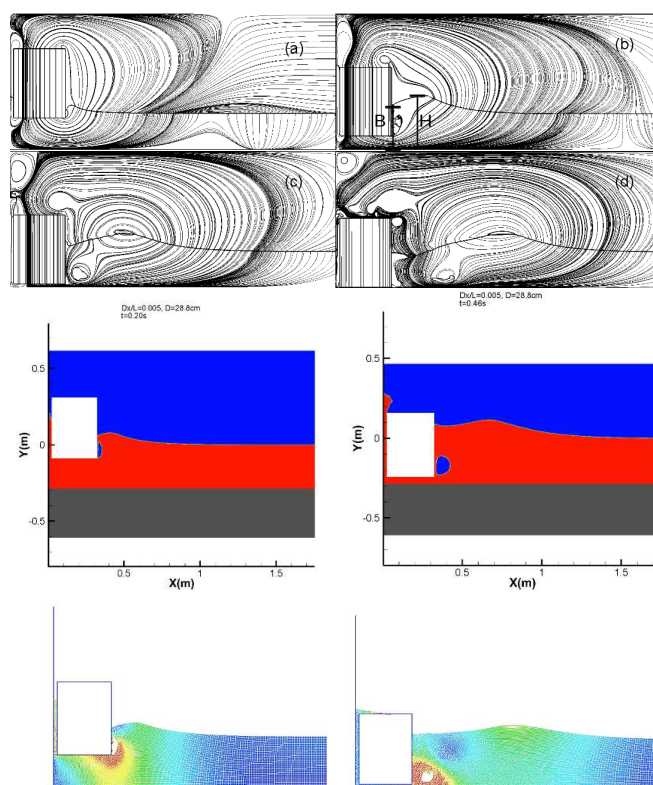 (a)
(b)
B
H
(c)
(d)
Dx/L=0.005, D=28.8cm
t=0.20s
Dx/L=0.005, D=28.8cm
t=0.46s
0.5
0
-0.5
Y(m)
0.5
1
1.5
X(m)
0.5
0
-0.5
Y(m)
0.5
1
1.5
X(m)